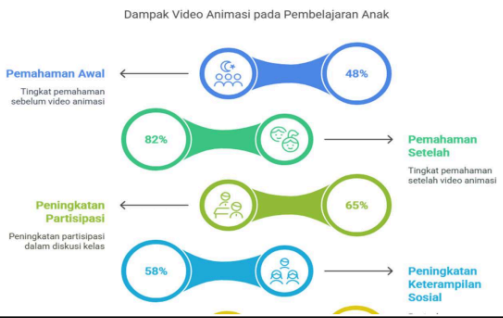 Dampak Video Animasi pada Pembelajaran Anak
Pemahaman Awal
Tingkat pemahaman
sebelum video animasi
48%
82%
Pemahaman
Setelah
Tingkat pemahaman
setelah video animasi
Peningkatan
Partisipasi
Peningkatan partisipasi
dalam diskusi kelas
65%
58%
Peningkatan
Keterampilan
Sosial